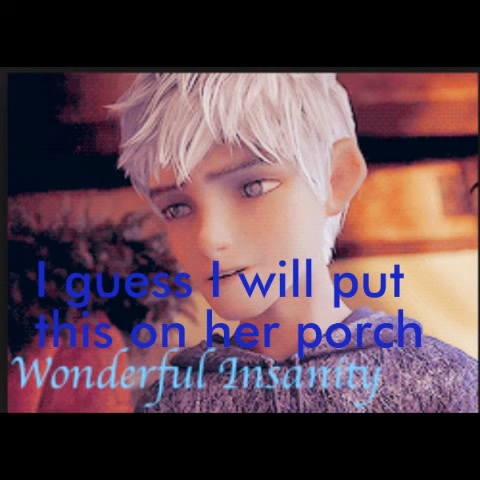 I guess I will put
this on her porch
Wonderful Insanity